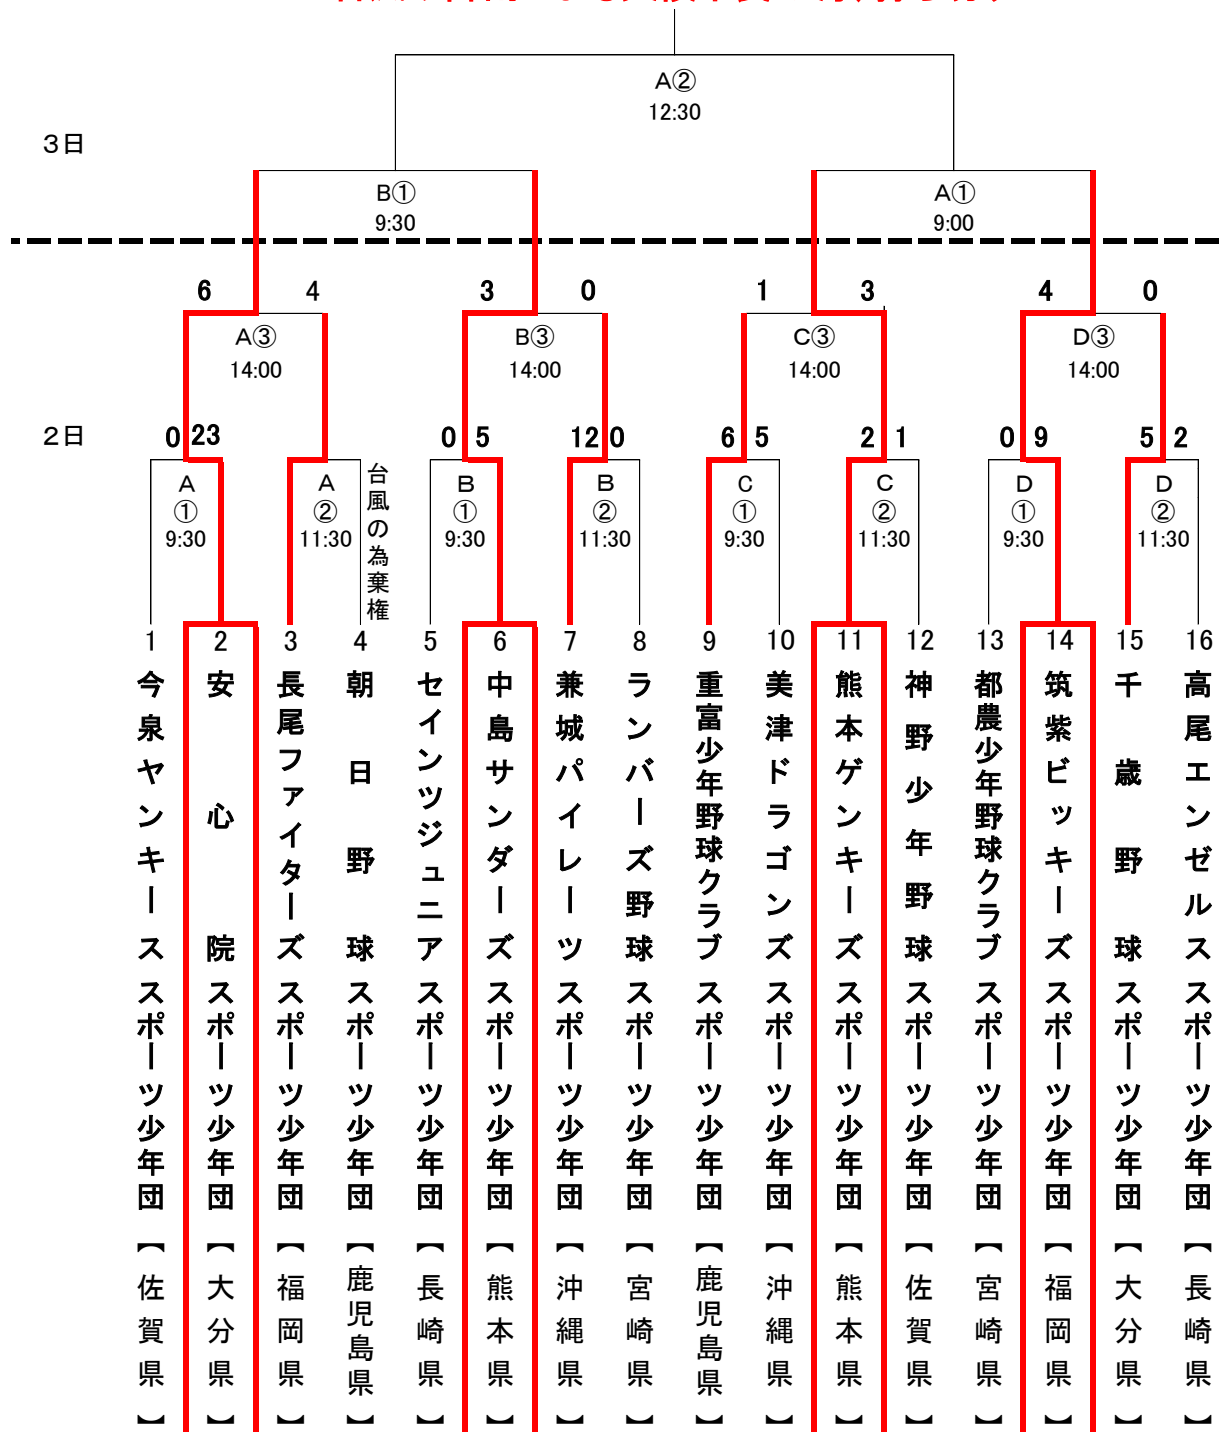 A②
12:30
3日
B①
9:30
A①
9:00
6 4 3 0 1 3 4 0
A③
14:00
B③
14:00
C③
14:00
D③
14:00
2日
0 23 0 5 12 0 6 5 2 1 0 9 5 2
A
①
9:30
A
②
11:30
台風の為棄権
B
①
9:30
B
②
11:30
C
①
9:30
C
②
11:30
D
①
9:30
D
②
11:30
1 今泉ヤンキーススポーツ少年団【佐賀県】
2 安心院スポーツ少年団【大分県】
3 長尾ファイターズスポーツ少年団【福岡県】
4 朝日野球スポーツ少年団【鹿児島県】
5 セインツジュニアスポーツ少年団【長崎県】
6 中島サンダーズスポーツ少年団【熊本県】
7 兼城パイレーツスポーツ少年団【沖縄県】
8 ランバーズ野球スポーツ少年団【宮崎県】
9 重富少年野球クラブスポーツ少年団【鹿児島県】
10 美津ドラゴンズスポーツ少年団【沖縄県】
11 熊本ゲンキーズスポーツ少年団【熊本県】
12 神野少年野球スポーツ少年団【佐賀県】
13 都農少年野球クラブスポーツ少年団【宮崎県】
14 筑紫ビッキーズスポーツ少年団【福岡県】
15 千歳野球スポーツ少年団【大分県】
16 高尾エンゼルススポーツ少年団【長崎県】